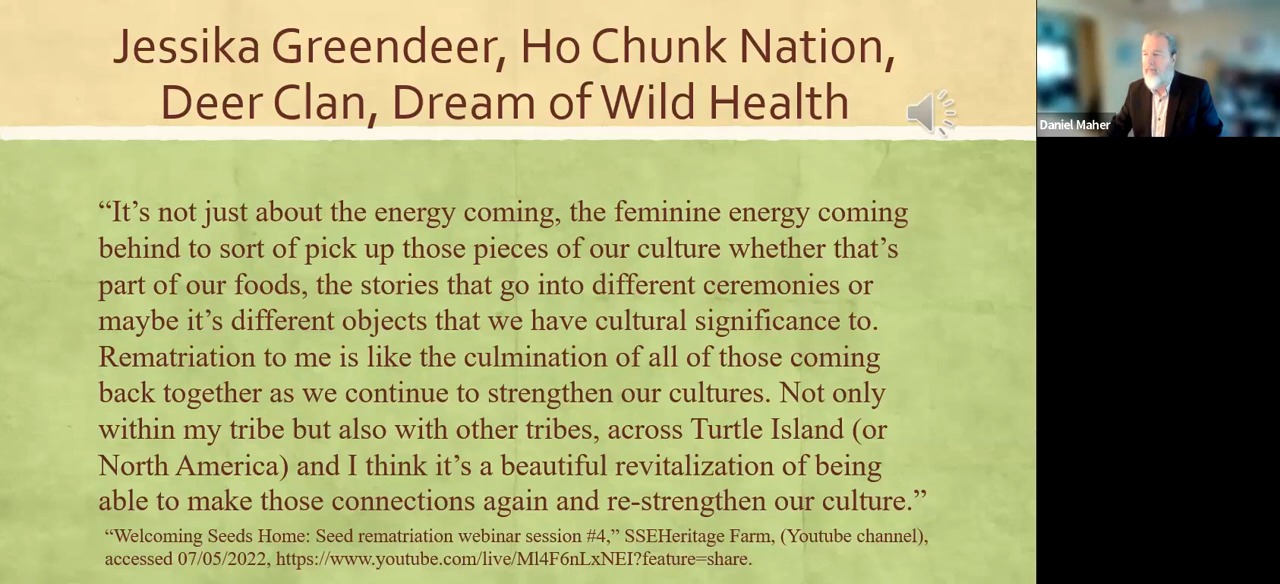 Jessika Greendeer, Ho Chunk Nation,
Deer Clan, Dream of Wild Health
Daniel Maher
“It’s not just about the energy coming, the feminine energy coming
behind to sort of pick up those pieces of our culture whether that’s
part of our foods, the stories that go into different ceremonies or
maybe it’s different objects that we have cultural significance to.
Rematriation to me is like the culmination of all of those coming
back together as we continue to strengthen our cultures. Not only
within my tribe but also with other tribes, across Turtle Island (or
North America) and I think it’s a beautiful revitalization of being
able to make those connections again and re-strengthen our culture.”
“Welcoming Seeds Home: Seed rematriation webinar session #4,” SSEHeritage Farm, (Youtube channel),
accessed 07/05/2022, https://www.youtube.com/live/Ml4F6nLxNEI?feature=share.